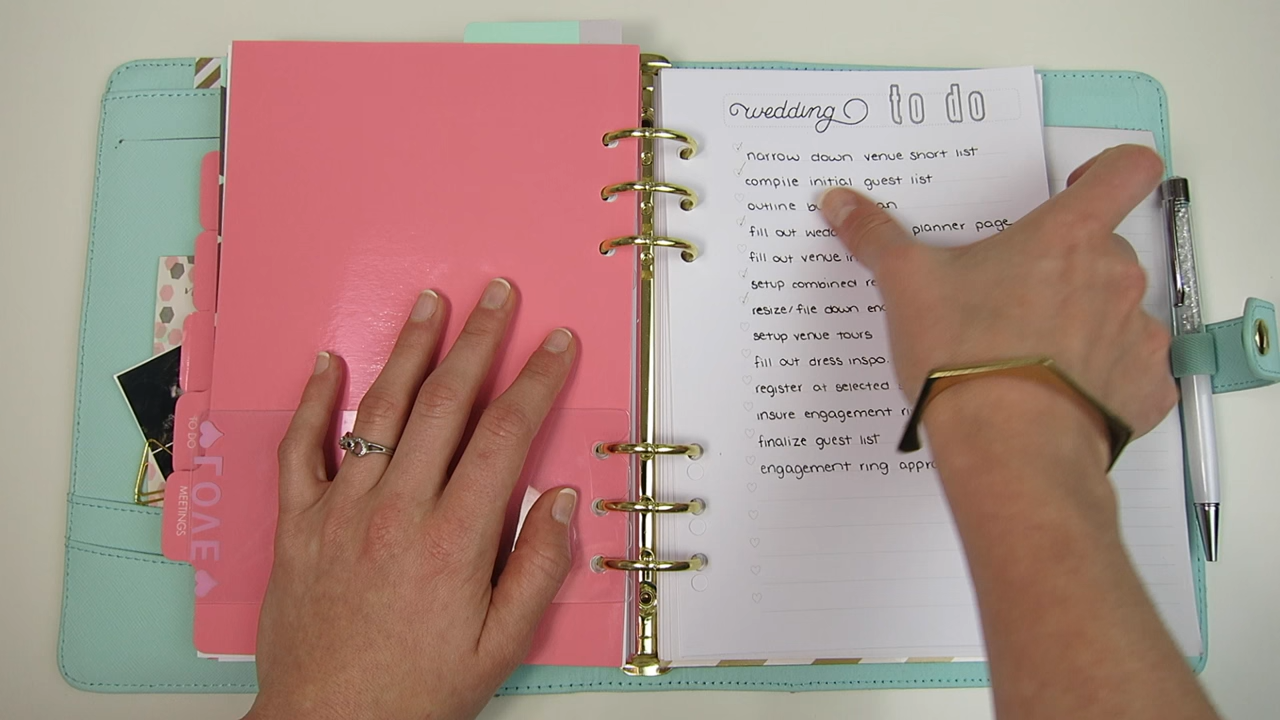 wedding to do
narrow down venue short list
compile initial guest list
outline
fill out planner page
fill out venue
setup combined
resize/file down
setup venue tours
fill out dress inspo.
register at selected
insure engagement
finalize guest list
engagement ring
TO DO
MEETINGS
LOVE